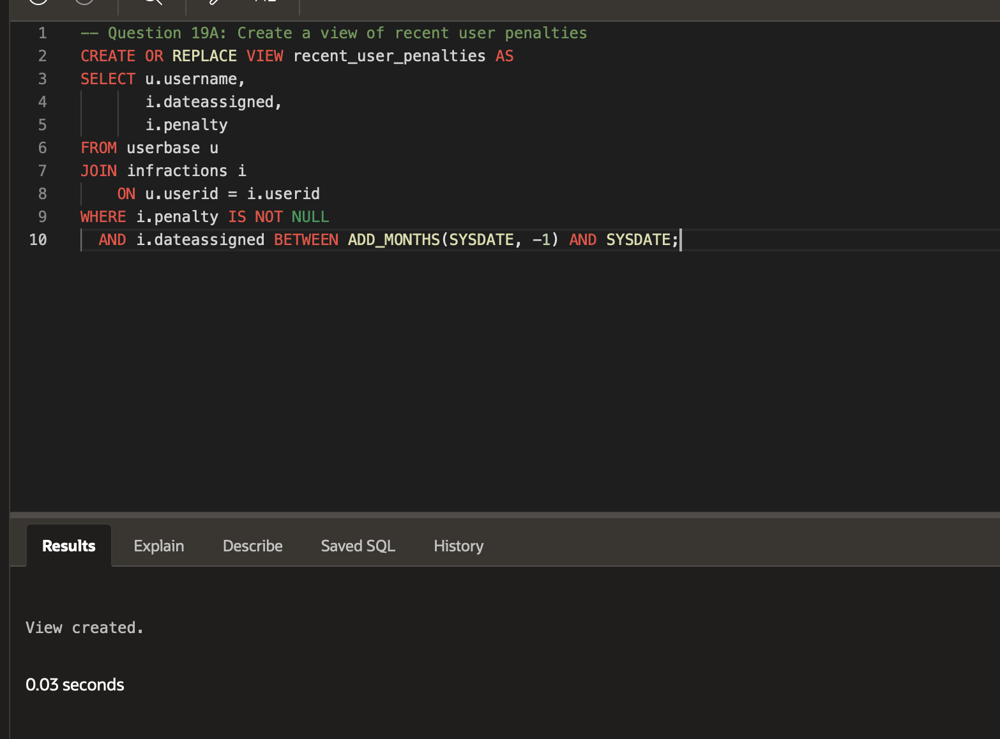 1 -- Question 19A: Create a view of recent user penalties
2 CREATE OR REPLACE VIEW recent_user_penalties AS
3 SELECT u.username,
4 i.dateassigned,
5 i.penalty
6 FROM userbase u
7 JOIN infractions i
8 ON u.userid = i.userid
9 WHERE i.penalty IS NOT NULL
10 AND i.dateassigned BETWEEN ADD_MONTHS(SYSDATE, -1) AND SYSDATE;
Results Explain Describe Saved SQL History
View created.
0.03 seconds